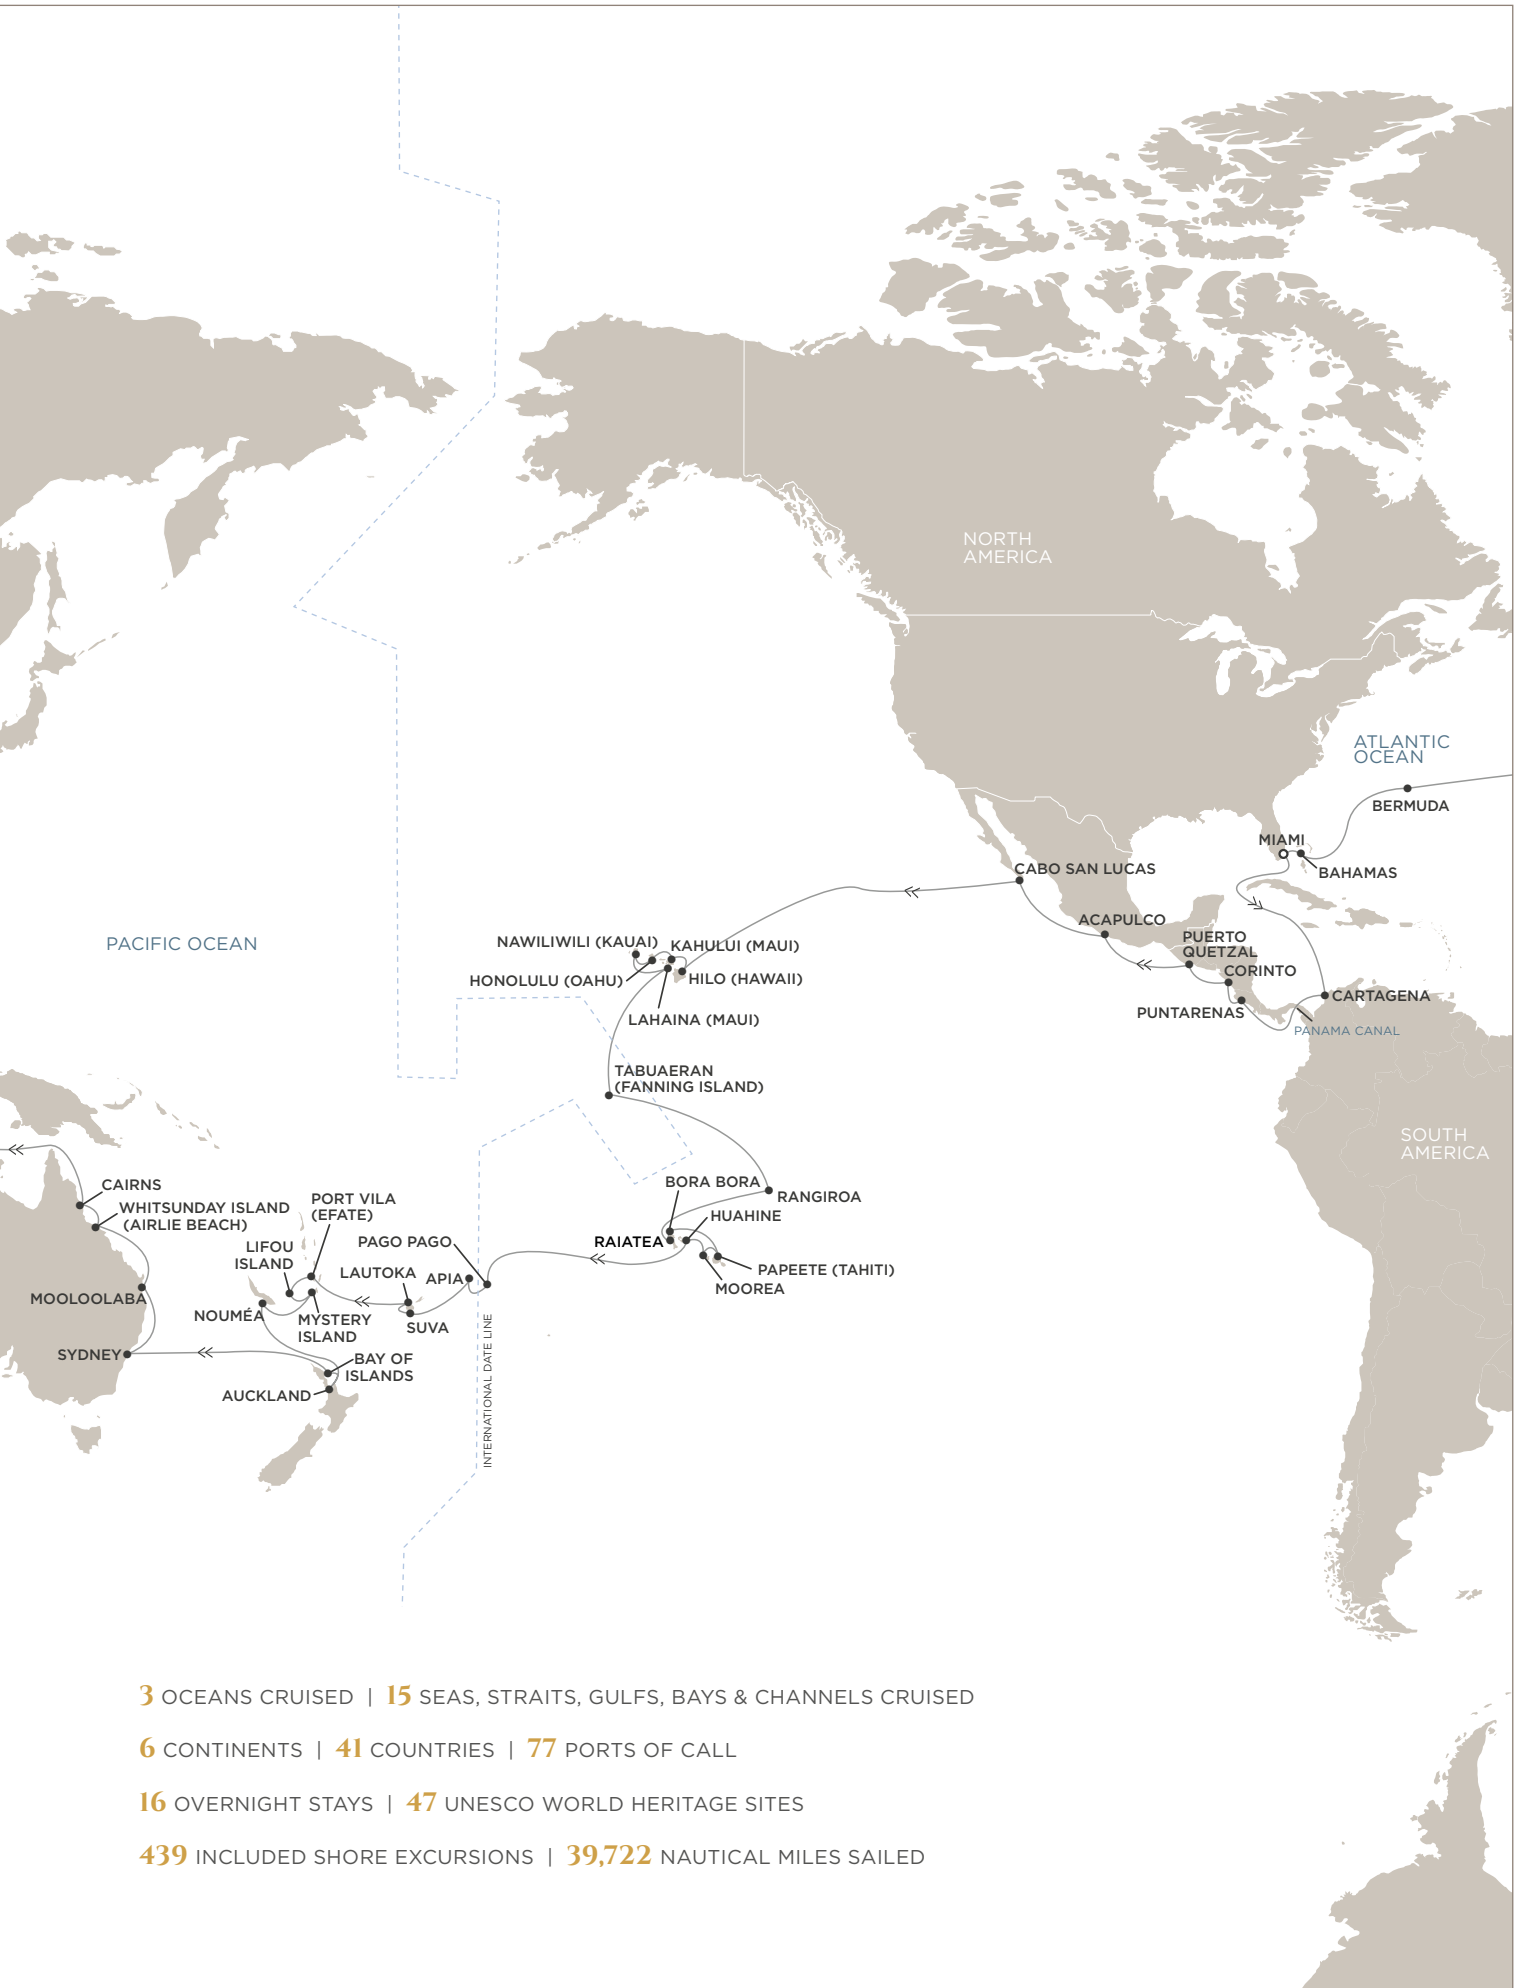 NORTH
AMERICA
ATLANTIC
OCEAN
BERMUDA
MIAMI
BAHAMAS
CABO SAN LUCAS
ACAPULCO
PUERTO
QUETZAL
CORINTO
CARTAGENA
PUNTARENAS
PANAMA CANAL
PACIFIC OCEAN
NAWILIWILI (KAUAI)
KAHULUI (MAUI)
HONOLULU (OAHU)
HILO (HAWAII)
LAHAINA (MAUI)
TABUAERAN
(FANNING ISLAND)
SOUTH
AMERICA
BORA BORA
RANGIROA
HUAHINE
RAIATEA
PAPEETE (TAHITI)
MOOREA
CAIRNS
WHITSUNDAY ISLAND
(AIRLIE BEACH)
PORT VILA
(EFATE)
LIFOU
ISLAND
PAGO PAGO
LAUTOKA
APIA
MOOLOOLABA
NOUMÉA
MYSTERY
ISLAND
SUVA
SYDNEY
BAY OF
ISLANDS
AUCKLAND
INTERNATIONAL DATE LINE
3 OCEANS CRUISED | 15 SEAS, STRAITS, GULFS, BAYS & CHANNELS CRUISED
6 CONTINENTS | 41 COUNTRIES | 77 PORTS OF CALL
16 OVERNIGHT STAYS | 47 UNESCO WORLD HERITAGE SITES
439 INCLUDED SHORE EXCURSIONS | 39,722 NAUTICAL MILES SAILED